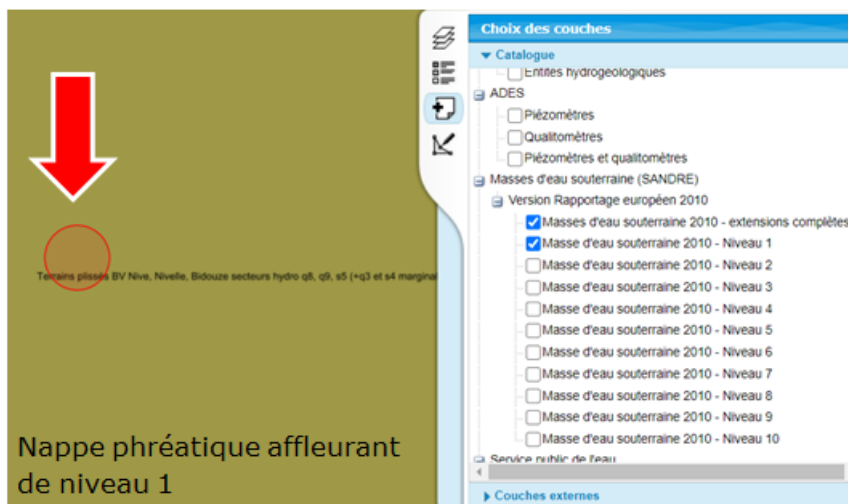 Terrains plissés BV Nive, Nivelle, Bidouze secteurs hydro q8, q9, s5 (+q3 et s4 marginal
Nappe phréatique affleurant
de niveau 1
Choix des couches
Catalogue
Entités hydrogéologiques
ADES
Piézomètres
Qualitomètres
Piézomètres et qualitomètres
Masses d'eau souterraine (SANDRE)
Version Rapportage européen 2010
Masses d'eau souterraine 2010 - extensions complètes
Masse d'eau souterraine 2010 - Niveau 1
Masse d'eau souterraine 2010 - Niveau 2
Masse d'eau souterraine 2010 - Niveau 3
Masse d'eau souterraine 2010 - Niveau 4
Masse d'eau souterraine 2010 - Niveau 5
Masse d'eau souterraine 2010 - Niveau 6
Masse d'eau souterraine 2010 - Niveau 7
Masse d'eau souterraine 2010 - Niveau 8
Masse d'eau souterraine 2010 - Niveau 9
Masse d'eau souterraine 2010 - Niveau 10
Service public de l'eau
Couches externes